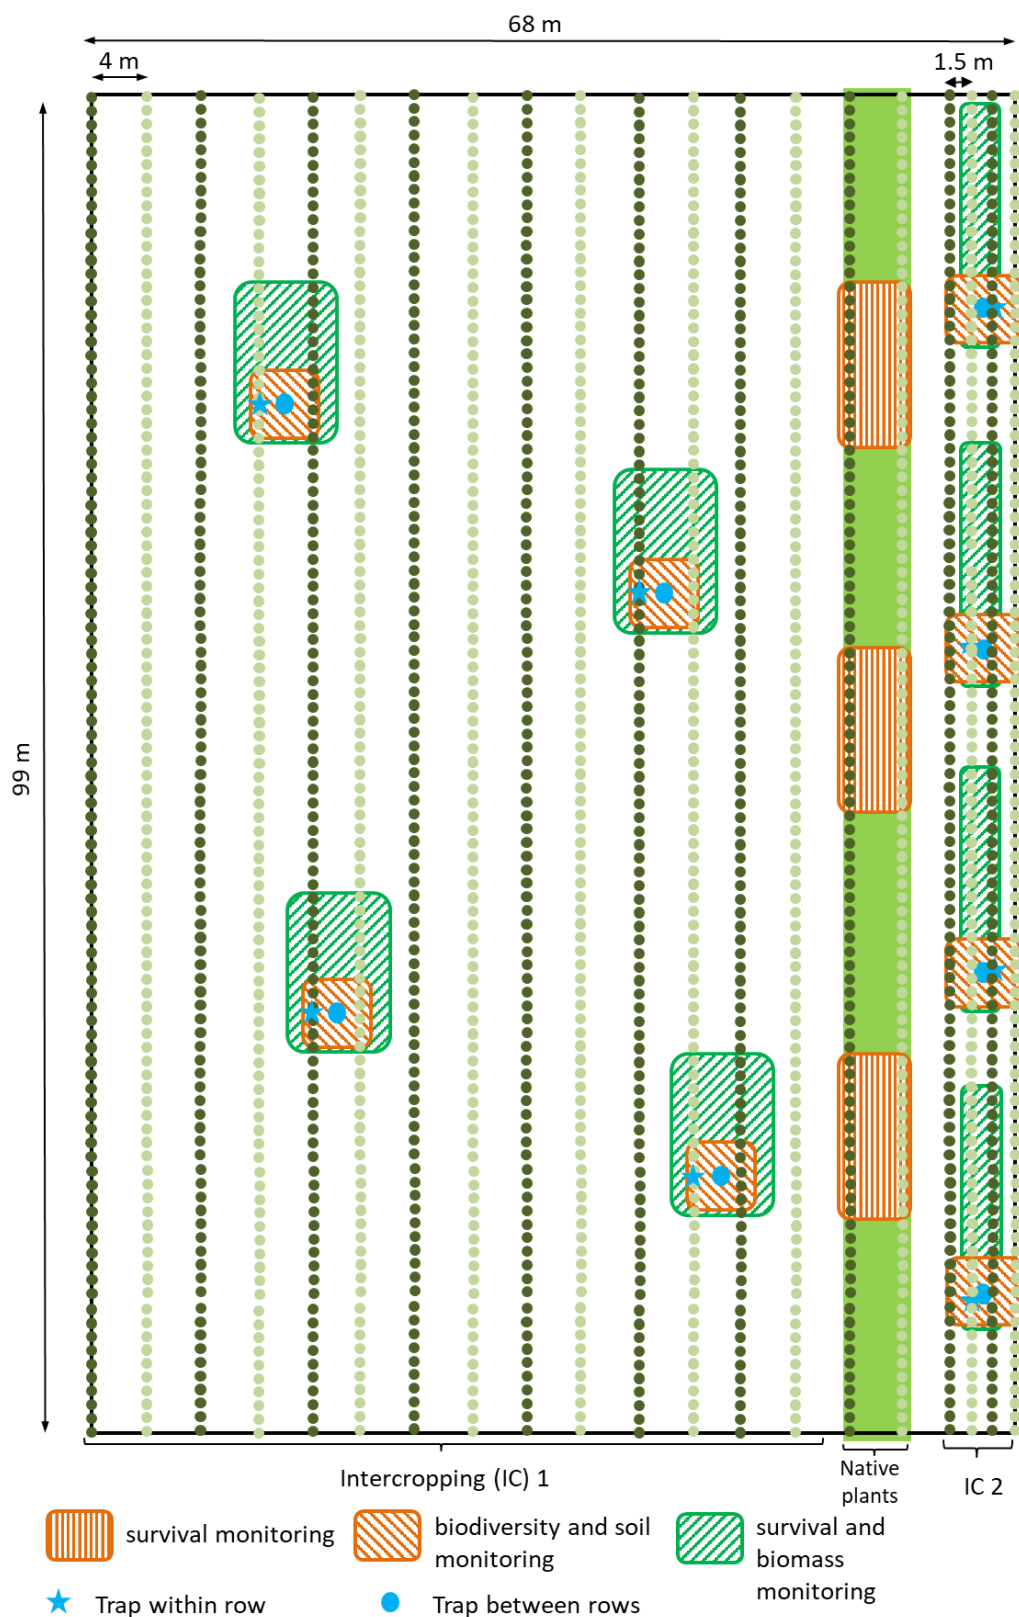 68 m
4 m
1.5 m
99 m
Intercropping (IC) 1
Native
plants
IC 2
survival monitoring
biodiversity and soil
monitoring
survival and
biomass
monitoring
Trap within row
Trap between rows